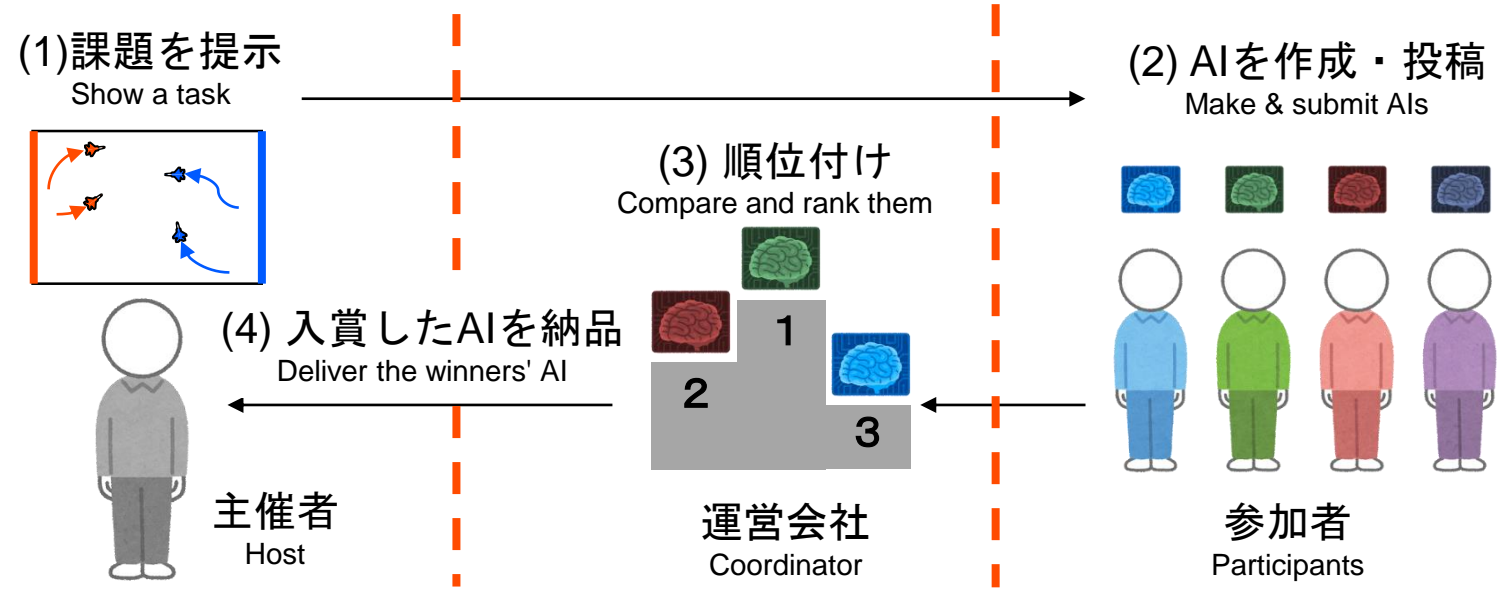 (1)課題を提示
Show a task
(2) AIを作成・投稿
Make & submit AIs
(3) 順位付け
Compare and rank them
(4) 入賞したAIを納品
Deliver the winners' AI
1
2
3
主催者
Host
運営会社
Coordinator
参加者
Participants